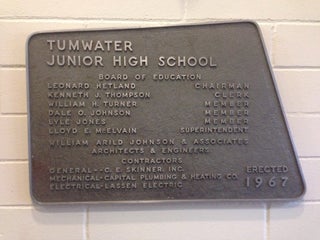 TUMWATER
JUNIOR HIGH SCHOOL
BOARD OF EDUCATION
LEONARD HETLAND CHAIRMAN
KENNETH J. THOMPSON CLERK
WILLIAM H. TURNER MEMBER
DALE O. JOHNSON MEMBER
LYLE JONES MEMBER
LLOYD E. McELVAIN SUPERINTENDENT
WILLIAM ARILD JOHNSON & ASSOCIATES
ARCHITECTS & ENGINEERS
CONTRACTORS
GENERAL--C. E. SKINNER, INC. ERECTED
MECHANICAL-CAPITAL PLUMBING & HEATING CO. 1967
ELECTRICAL-LASSEN ELECTRIC